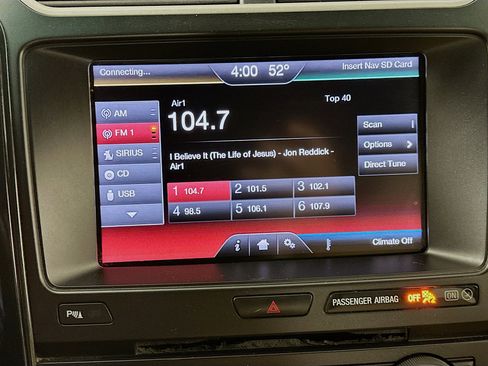 Connecting... 4:00 52° Insert Nav SD Card
AM
FM 1
SIRIUS
CD
USB
Air1
Top 40
104.7
I Believe It (The Life of Jesus) - Jon Reddick -
Air1
1 104.7 2 101.5 3 102.1
4 98.5 5 106.1 6 107.9
Scan
Options
Direct Tune
i
Climate Off
P
PASSENGER AIRBAG OFF ON